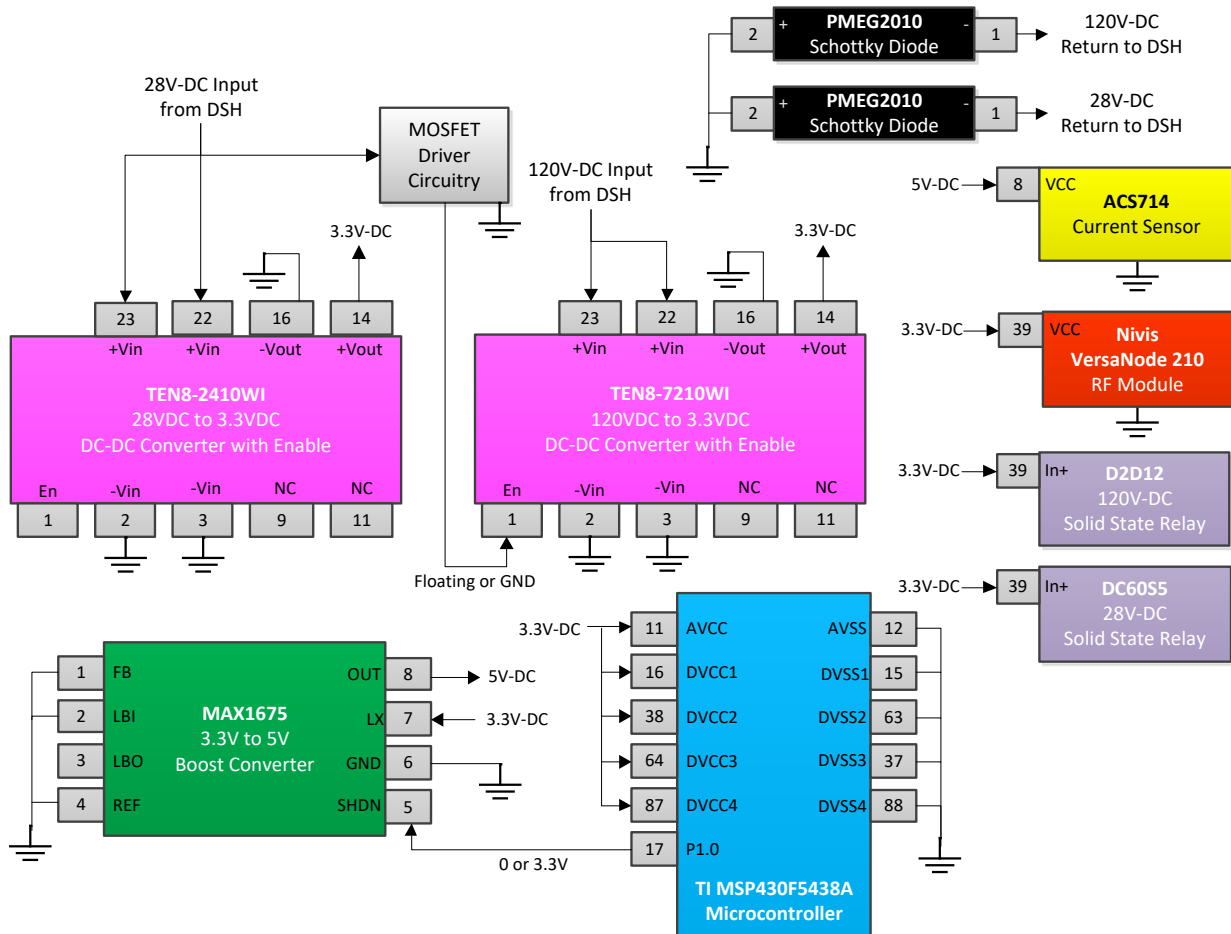 PMEG2010
Schottky Diode
2
+
-
1
120V-DC
Return to DSH
PMEG2010
Schottky Diode
2
+
-
1
28V-DC
Return to DSH
28V-DC Input
from DSH
MOSFET
Driver
Circuitry
120V-DC Input
from DSH
5V-DC
8
VCC
ACS714
Current Sensor
3.3V-DC
39
VCC
Nivis
VersaNode 210
RF Module
3.3V-DC
39
In+
D2D12
120V-DC
Solid State Relay
3.3V-DC
39
In+
DC60S5
28V-DC
Solid State Relay
3.3V-DC
23
22
16
14
+Vin
+Vin
-Vout
+Vout
TEN8-2410WI
28VDC to 3.3VDC
DC-DC Converter with Enable
En
-Vin
-Vin
NC
NC
1
2
3
9
11
3.3V-DC
23
22
16
14
+Vin
+Vin
-Vout
+Vout
TEN8-7210WI
120VDC to 3.3VDC
DC-DC Converter with Enable
En
-Vin
-Vin
NC
NC
1
2
3
9
11
Floating or GND
1
FB
2
LBI
3
LBO
4
REF
MAX1675
3.3V to 5V
Boost Converter
OUT
8
5V-DC
LX
7
3.3V-DC
GND
6
SHDN
5
0 or 3.3V
3.3V-DC
11
AVCC
AVSS
12
16
DVCC1
DVSS1
15
38
DVCC2
DVSS2
63
64
DVCC3
DVSS3
37
87
DVCC4
DVSS4
88
17
P1.0
TI MSP430F5438A
Microcontroller